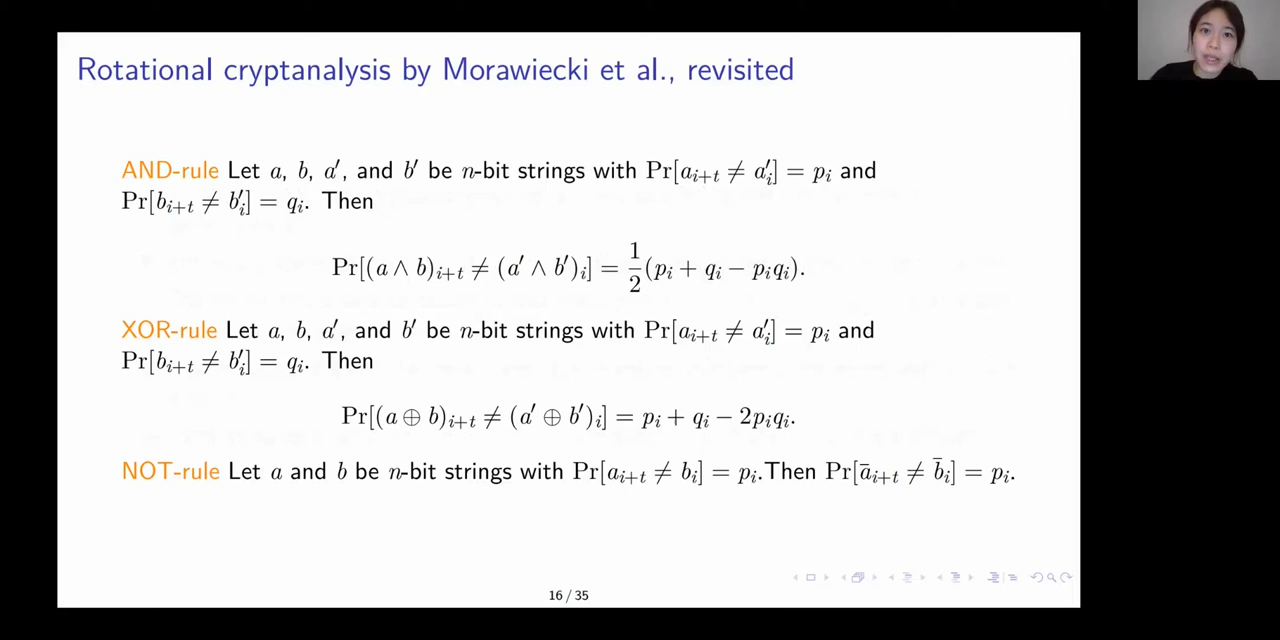 Rotational cryptanalysis by Morawiecki et al., revisited
AND-rule Let a, b, a′, and b′ be n-bit strings with Pr[a_{i+t} ≠ a′_i] = p_i and
Pr[b_{i+t} ≠ b′_i] = q_i. Then
Pr[(a ∧ b)_{i+t} ≠ (a′ ∧ b′)_i] = 1/2 (p_i + q_i − p_i q_i).
XOR-rule Let a, b, a′, and b′ be n-bit strings with Pr[a_{i+t} ≠ a′_i] = p_i and
Pr[b_{i+t} ≠ b′_i] = q_i. Then
Pr[(a ⊕ b)_{i+t} ≠ (a′ ⊕ b′)_i] = p_i + q_i − 2p_i q_i.
NOT-rule Let a and b be n-bit strings with Pr[a_{i+t} ≠ b_i] = p_i.Then Pr[ā_{i+t} ≠ b̄_i] = p_i.
16 / 35